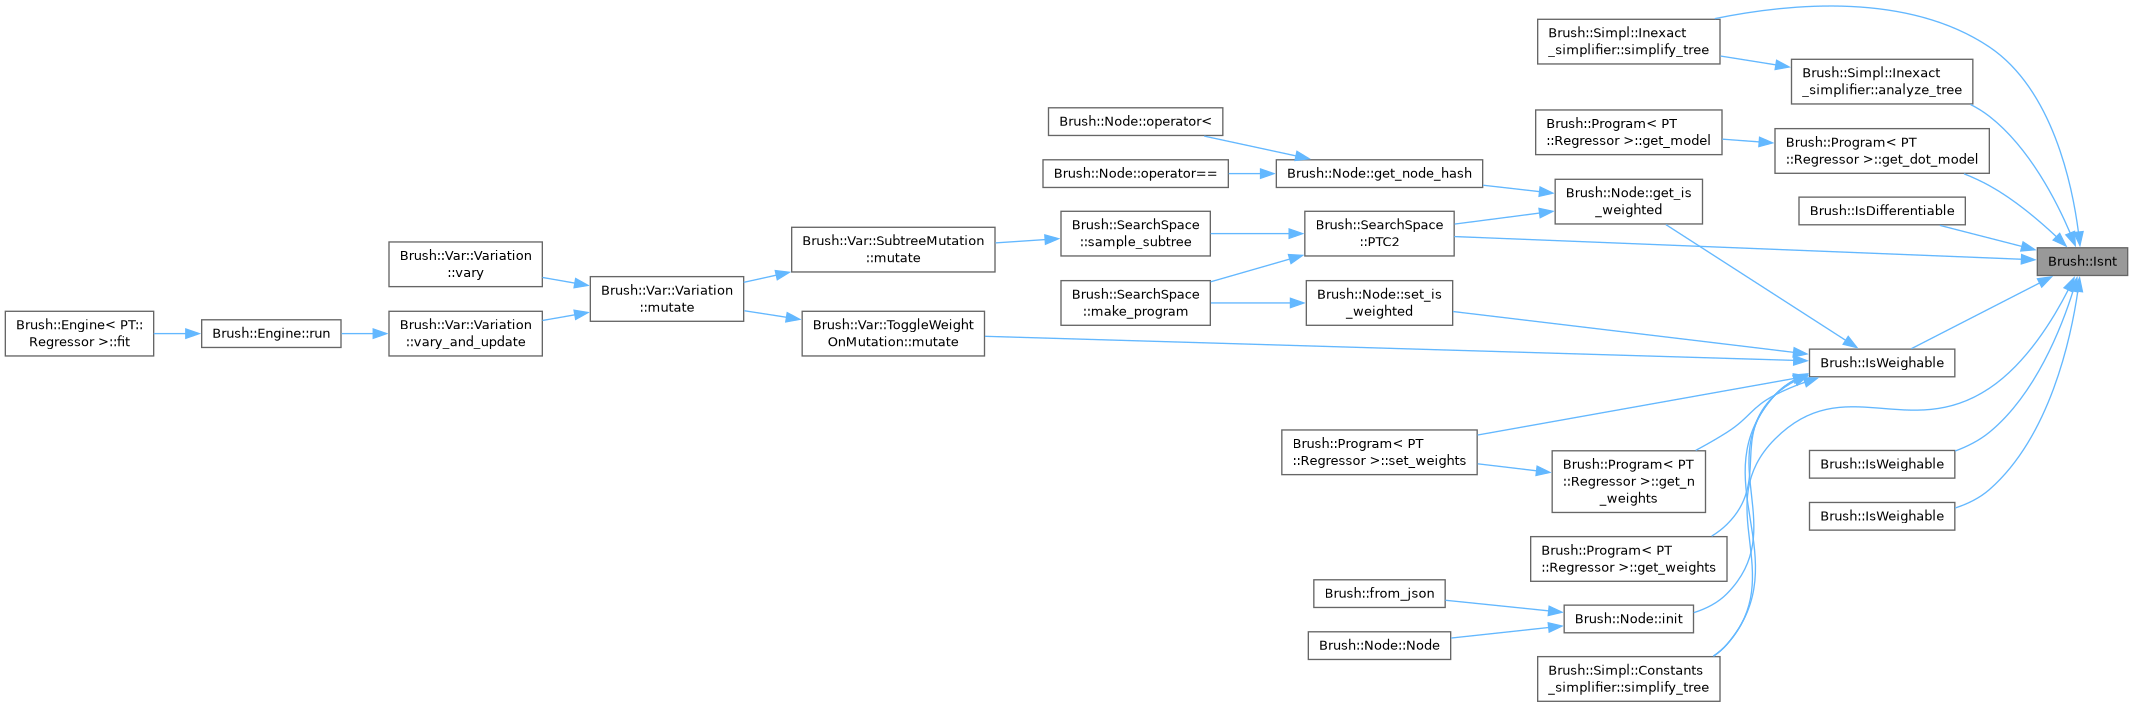 Brush::Simpl::Inexact
_simplifier::simplify_tree
Brush::Simpl::Inexact
_simplifier::analyze_tree
Brush::Node::operator<
Brush::Program< PT
::Regressor >::get_model
Brush::Program< PT
::Regressor >::get_dot_model
Brush::Node::operator==
Brush::Node::get_node_hash
Brush::Node::get_is
_weighted
Brush::IsDifferentiable
Brush::SearchSpace
::sample_subtree
Brush::SearchSpace
::PTC2
Brush::Var::SubtreeMutation
::mutate
Brush::Isnt
Brush::Var::Variation
::vary
Brush::Var::Variation
::mutate
Brush::SearchSpace
::make_program
Brush::Node::set_is
_weighted
Brush::Engine< PT::
Regressor >::fit
Brush::Engine::run
Brush::Var::Variation
::vary_and_update
Brush::Var::ToggleWeight
OnMutation::mutate
Brush::IsWeighable
Brush::Program< PT
::Regressor >::set_weights
Brush::Program< PT
::Regressor >::get_n
_weights
Brush::IsWeighable
Brush::IsWeighable
Brush::Program< PT
::Regressor >::get_weights
Brush::from_json
Brush::Node::init
Brush::Node::Node
Brush::Simpl::Constants
_simplifier::simplify_tree